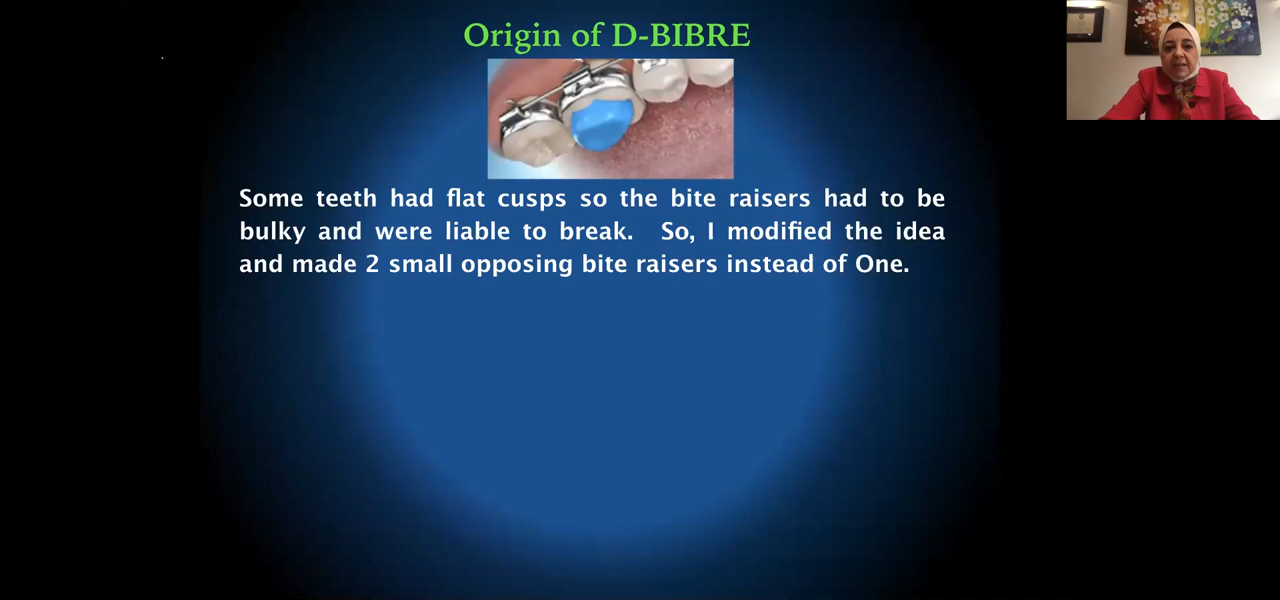 Origin of D-BIBRE
Some teeth had flat cusps so the bite raisers had to be
bulky and were liable to break. So, I modified the idea
and made 2 small opposing bite raisers instead of One.